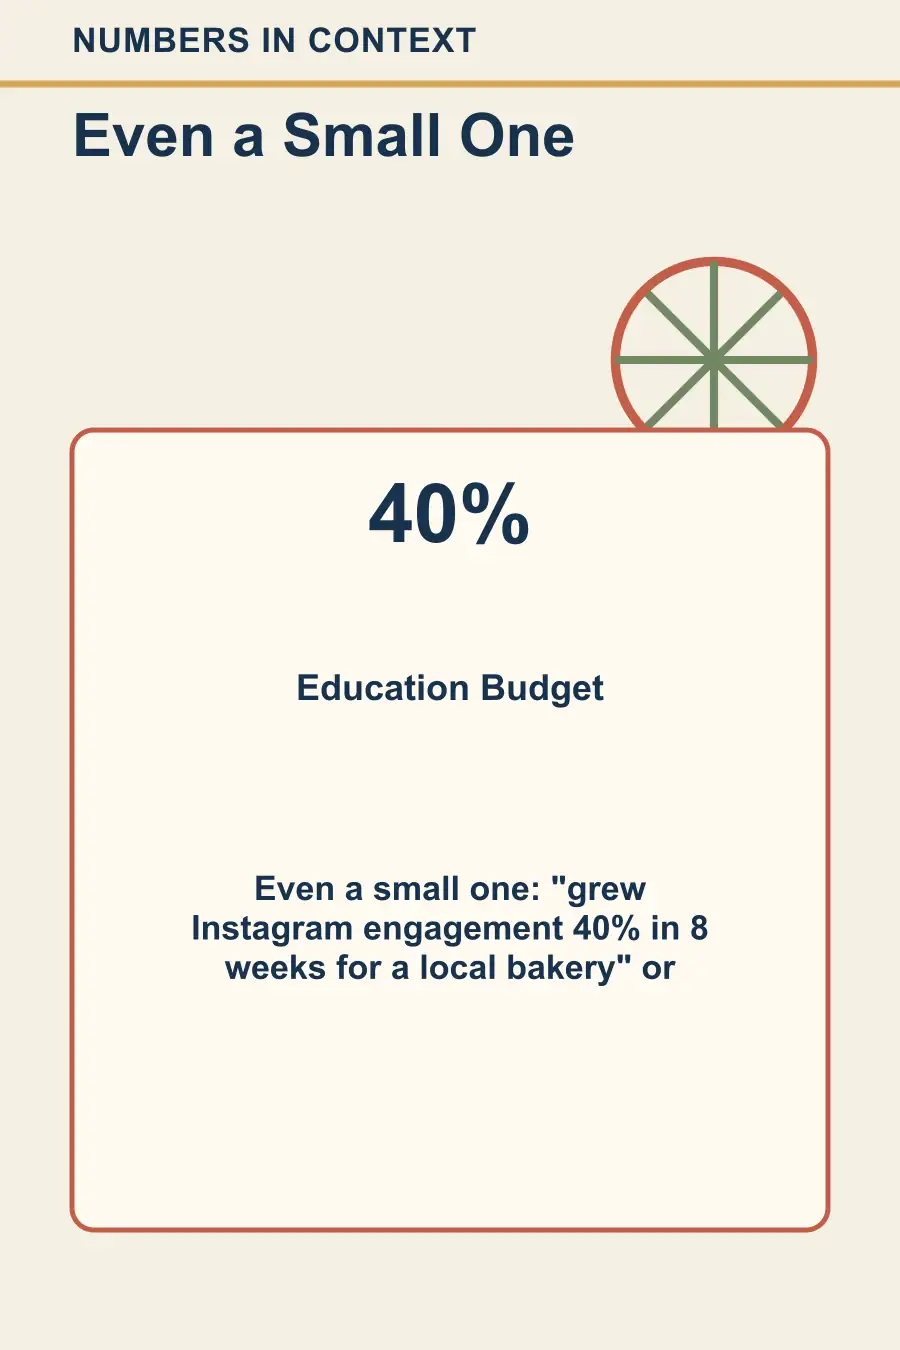 NUMBERS IN CONTEXT
Even a Small One
40%
Education Budget
Even a small one: "grew
Instagram engagement 40% in 8
weeks for a local bakery" or